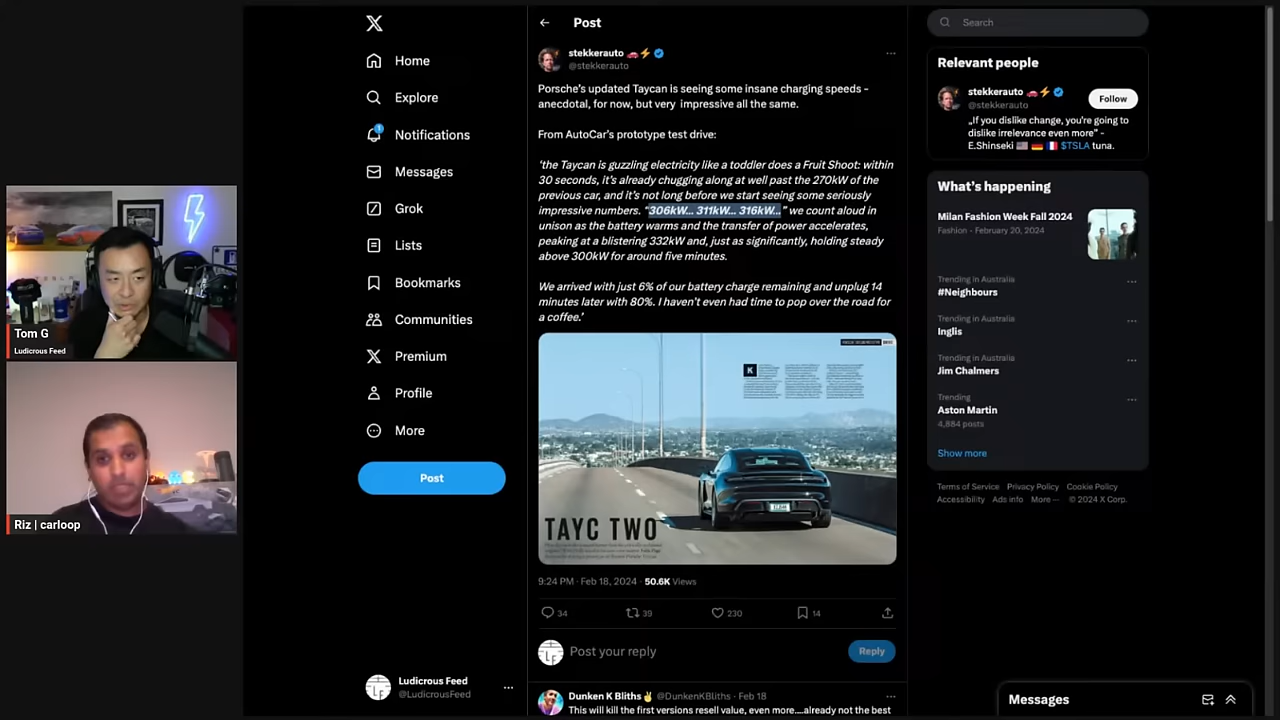 Tom G
Ludicrous Feed
Riz | carloop
Home
Explore
1
Notifications
Messages
Grok
Lists
Bookmarks
Communities
Premium
Profile
More
Post
Ludicrous Feed
@LudicrousFeed
Post
stekkerauto 🚗⚡
@stekkerauto
Porsche's updated Taycan is seeing some insane charging speeds -
anecdotal, for now, but very impressive all the same.
From AutoCar's prototype test drive:
'the Taycan is guzzling electricity like a toddler does a Fruit Shoot: within
30 seconds, it's already chugging along at well past the 270kW of the
previous car, and it's not long before we start seeing some seriously
impressive numbers. "306kW... 311kW... 316kW..." we count aloud in
unison as the battery warms and the transfer of power accelerates,
peaking at a blistering 332kW and, just as significantly, holding steady
above 300kW for around five minutes.
We arrived with just 6% of our battery charge remaining and unplug 14
minutes later with 80%. I haven't even had time to pop over the road for
a coffee.'
K
TAYC TWO
9:24 PM · Feb 18, 2024 · 50.6K Views
34
39
230
14
LF
Post your reply
Reply
Dunken K Bliths ✌ @DunkenKBliths · Feb 18
This will kill the first versions resell value, even more....already not the best
Search
Relevant people
stekkerauto 🚗⚡
@stekkerauto
Follow
„If you dislike change, you're going to
dislike irrelevance even more" -
E.Shinseki 🇺🇸 🇩🇪 🇫🇷 $TSLA tuna.
What's happening
Milan Fashion Week Fall 2024
Fashion · February 20, 2024
Trending in Australia
#Neighbours
Trending in Australia
Inglis
Trending in Australia
Jim Chalmers
Trending
Aston Martin
4,884 posts
Show more
Terms of Service Privacy Policy Cookie Policy
Accessibility Ads info More ··· © 2024 X Corp.
Messages